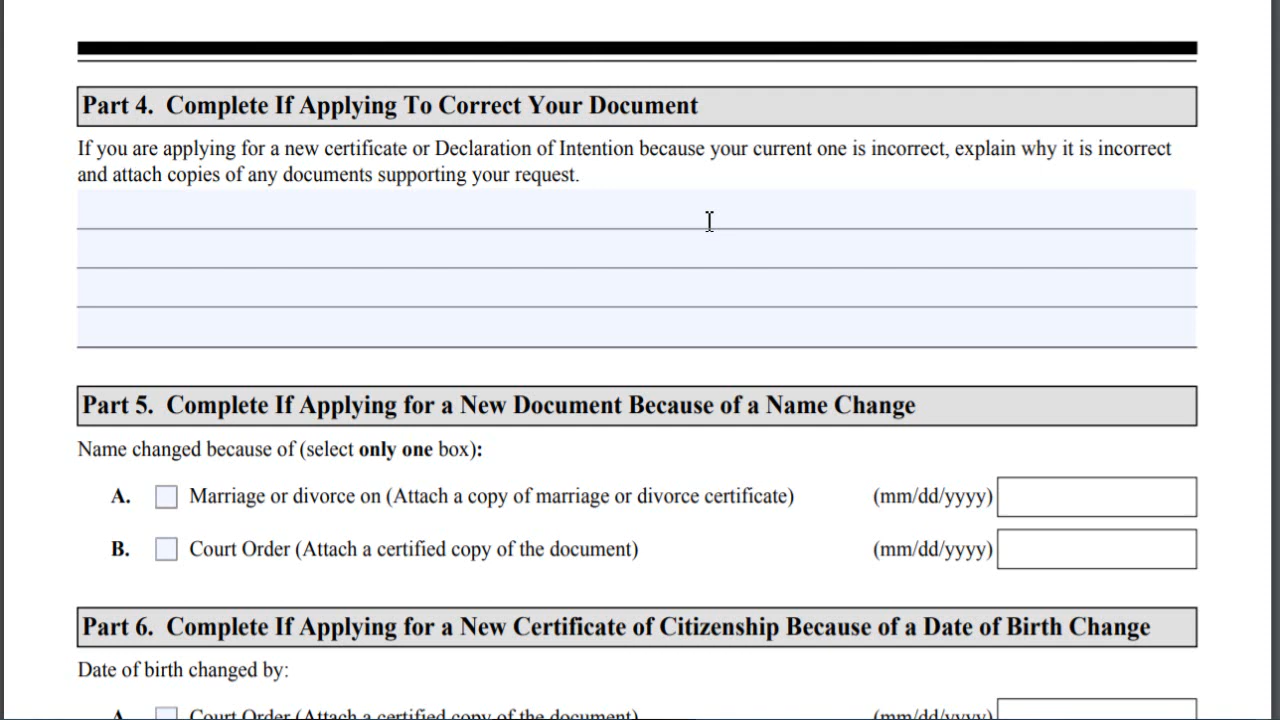 Part 4. Complete If Applying To Correct Your Document
If you are applying for a new certificate or Declaration of Intention because your current one is incorrect, explain why it is incorrect
and attach copies of any documents supporting your request.
Part 5. Complete If Applying for a New Document Because of a Name Change
Name changed because of (select only one box):
A. Marriage or divorce on (Attach a copy of marriage or divorce certificate) (mm/dd/yyyy)
B. Court Order (Attach a certified copy of the document) (mm/dd/yyyy)
Part 6. Complete If Applying for a New Certificate of Citizenship Because of a Date of Birth Change
Date of birth changed by:
A. Court Order (Attach a certified copy of the document) (mm/dd/yyyy)